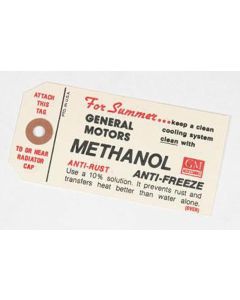 ATTACH
THIS
TAG
TO OR NEAR
RADIATOR
CAP
For Summer...keep a clean
cooling system
clean with
GENERAL
MOTORS
METHANOL
GM
ANTI-RUST
ANTI-FREEZE
Use a 10% solution. It prevents rust and
transfers heat better than water alone.
(OVER)